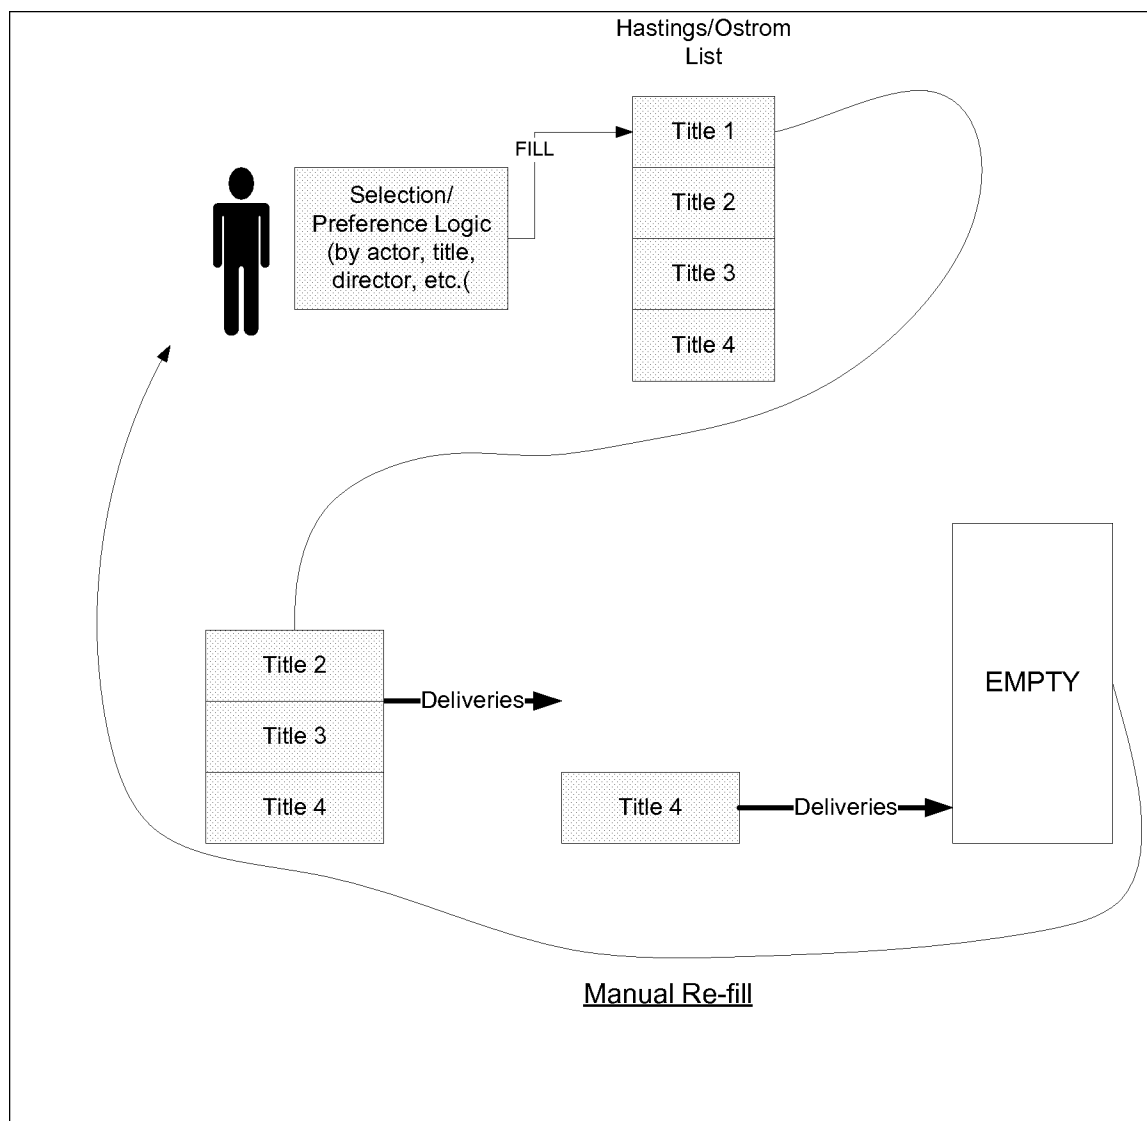 Hastings/Ostrom
List
Title 1
FILL
Selection/
Preference Logic
(by actor, title,
director, etc.(
Title 2
Title 3
Title 4
EMPTY
Title 2
Deliveries
Title 3
Title 4
Title 4
Deliveries
Manual Re-fill